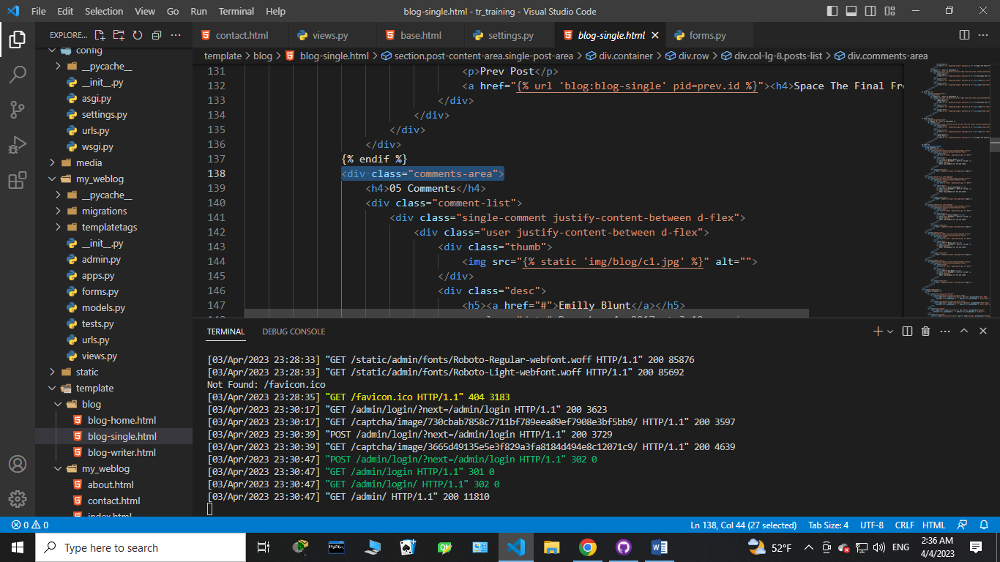 File Edit Selection View Go Run Terminal Help blog-single.html - tr_training - Visual Studio Code
EXPLORE...
config
__pycache__
__init__.py
asgi.py
settings.py
urls.py
wsgi.py
media
my_weblog
__pycache__
migrations
templatetags
__init__.py
admin.py
apps.py
forms.py
models.py
tests.py
urls.py
views.py
static
template
blog
blog-home.html
blog-single.html
blog-writer.html
my_weblog
about.html
contact.html
index.html
contact.html views.py base.html settings.py blog-single.html forms.py
template > blog > blog-single.html > section.post-content-area.single-post-area > div.container > div.row > div.col-lg-8.posts-list > div.comments-area
131 <p>Prev Post</p>
132 <a href="{% url 'blog:blog-single' pid=prev.id %}"><h4>Space The Final Fr
133 </div>
134 </div>
135 </div>
136 </div>
137 {% endif %}
138 <div class="comments-area">
139 <h4>05 Comments</h4>
140 <div class="comment-list">
141 <div class="single-comment justify-content-between d-flex">
142 <div class="user justify-content-between d-flex">
143 <div class="thumb">
144 <img src="{% static 'img/blog/c1.jpg' %}" alt="">
145 </div>
146 <div class="desc">
147 <h5><a href="#">Emilly Blunt</a></h5>
TERMINAL DEBUG CONSOLE
[03/Apr/2023 23:28:33] "GET /static/admin/fonts/Roboto-Regular-webfont.woff HTTP/1.1" 200 85876
[03/Apr/2023 23:28:33] "GET /static/admin/fonts/Roboto-Light-webfont.woff HTTP/1.1" 200 85692
Not Found: /favicon.ico
[03/Apr/2023 23:28:35] "GET /favicon.ico HTTP/1.1" 404 3183
[03/Apr/2023 23:30:17] "GET /admin/login/?next=/admin/login HTTP/1.1" 200 3623
[03/Apr/2023 23:30:17] "GET /captcha/image/730cbab7858c7711bf789eea89ef7908e3bf5bb9/ HTTP/1.1" 200 3597
[03/Apr/2023 23:30:39] "POST /admin/login/?next=/admin/login HTTP/1.1" 200 3729
[03/Apr/2023 23:30:39] "GET /captcha/image/3665d49135e5e3f829a3fa8184d494e8c12071c9/ HTTP/1.1" 200 4639
[03/Apr/2023 23:30:47] "POST /admin/login/?next=/admin/login HTTP/1.1" 302 0
[03/Apr/2023 23:30:47] "GET /admin/login HTTP/1.1" 301 0
[03/Apr/2023 23:30:47] "GET /admin/login/ HTTP/1.1" 302 0
[03/Apr/2023 23:30:47] "GET /admin/ HTTP/1.1" 200 11810
0 0 Ln 138, Col 44 (27 selected) Tab Size: 4 UTF-8 CRLF HTML
Type here to search
52°F ENG
2:36 AM
4/4/2023